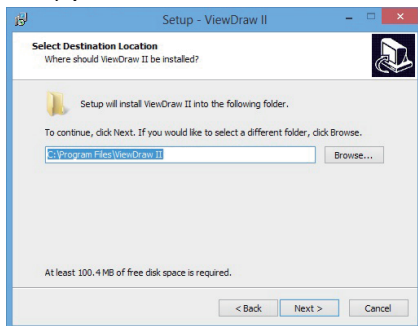 Setup - ViewDraw II
Select Destination Location
Where should ViewDraw II be installed?
Setup will install ViewDraw II into the following folder.
To continue, click Next. If you would like to select a different folder, click Browse.
C:\Program Files\ViewDraw II
Browse...
At least 100.4 MB of free disk space is required.
< Back
Next >
Cancel